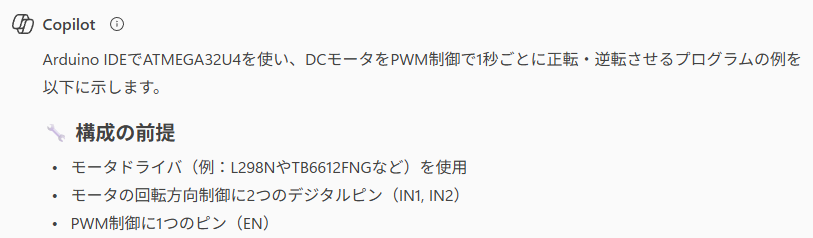 Copilot
Arduino IDEでATMEGA32U4を使い、DCモータをPWM制御で1秒ごとに正転・逆転させるプログラムの例を
以下に示します。
構成の前提
• モータドライバ（例：L298NやTB6612FNGなど）を使用
• モータの回転方向制御に2つのデジタルピン（IN1, IN2）
• PWM制御に1つのピン（EN）